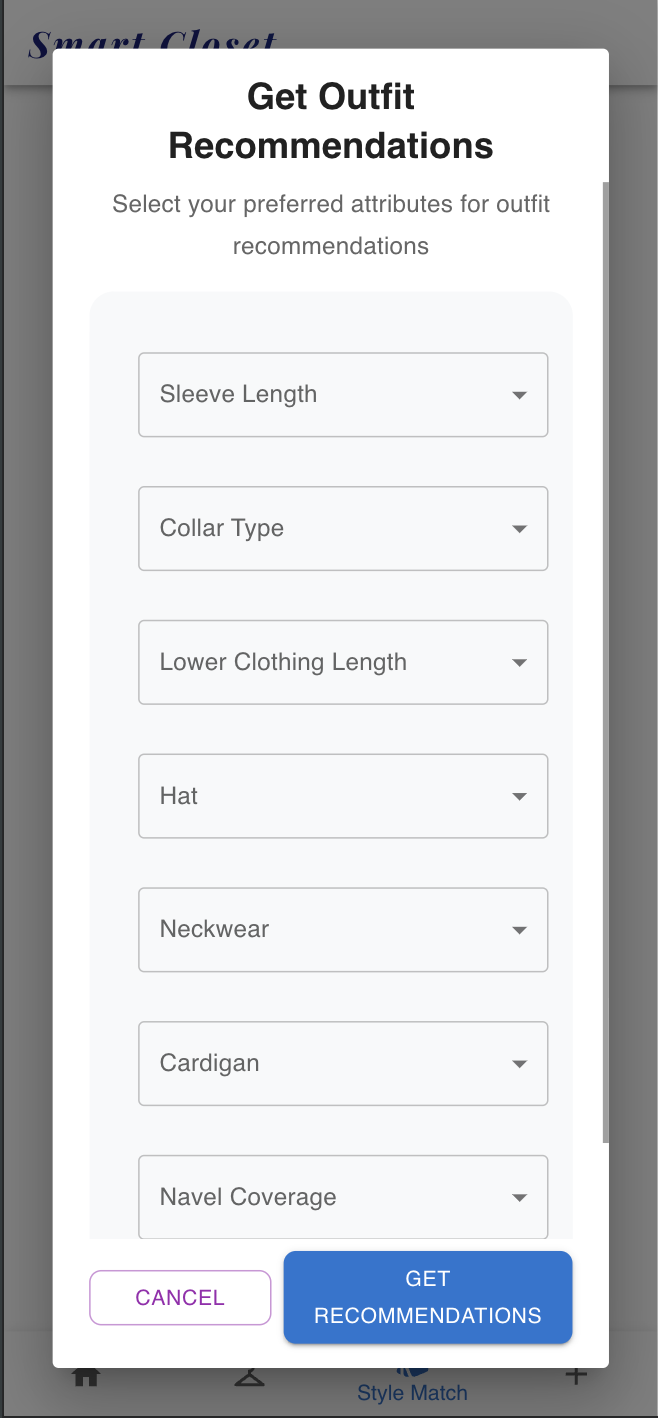 Smart Closet
Get Outfit
Recommendations
Select your preferred attributes for outfit
recommendations
Sleeve Length
Collar Type
Lower Clothing Length
Hat
Neckwear
Cardigan
Navel Coverage
CANCEL
GET
RECOMMENDATIONS
Style Match